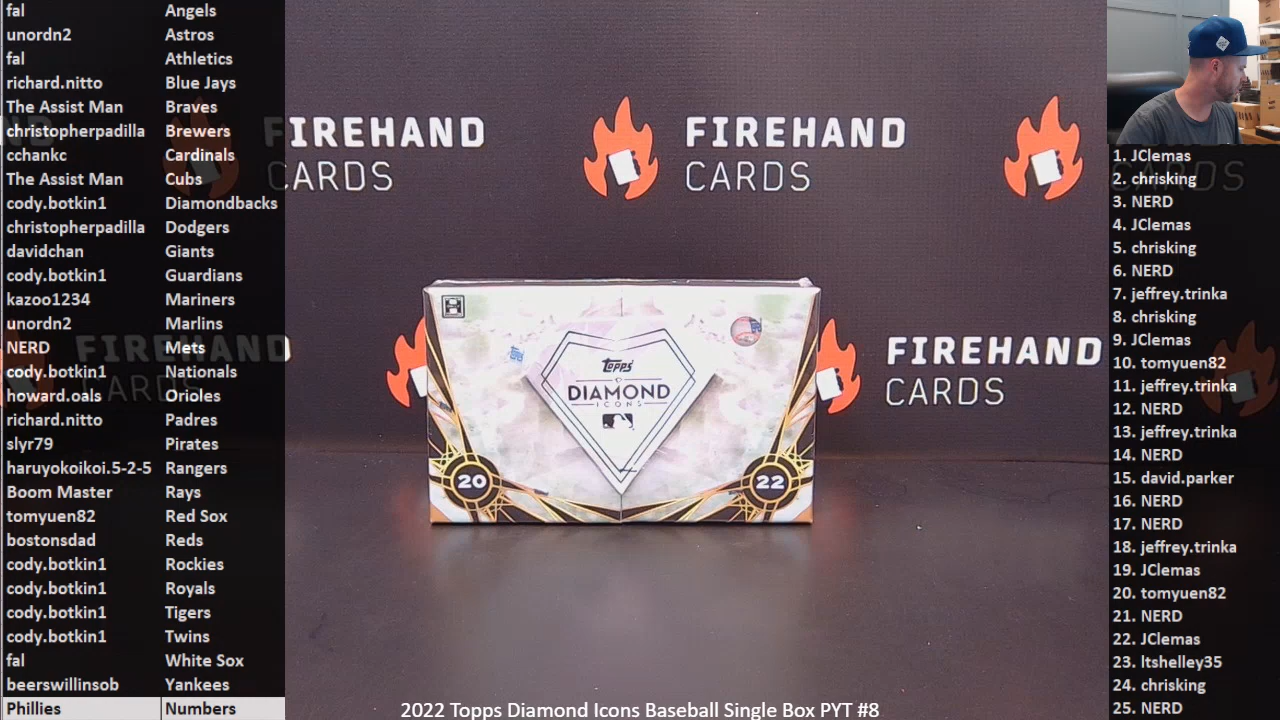 fal Angels
unordn2 Astros
fal Athletics
richard.nitto Blue Jays
The Assist Man Braves
christopherpadilla Brewers
cchankc Cardinals
The Assist Man Cubs
cody.botkin1 Diamondbacks
christopherpadilla Dodgers
davidchan Giants
cody.botkin1 Guardians
kazoo1234 Mariners
unordn2 Marlins
NERD Mets
cody.botkin1 Nationals
howard.oals Orioles
richard.nitto Padres
slyr79 Pirates
haruyokoikoi.5-2-5 Rangers
Boom Master Rays
tomyuen82 Red Sox
bostonsdad Reds
cody.botkin1 Rockies
cody.botkin1 Royals
cody.botkin1 Tigers
cody.botkin1 Twins
fal White Sox
beerswillinsob Yankees
Phillies Numbers
FIREHAND
CARDS
FIREHAND
CARDS
FIREHAND
CARDS
FIREHAND
CARDS
Topps
DIAMOND
ICONS
20
22
2022 Topps Diamond Icons Baseball Single Box PYT #8
1. JClemas
2. chrisking
3. NERD
4. JClemas
5. chrisking
6. NERD
7. jeffrey.trinka
8. chrisking
9. JClemas
10. tomyuen82
11. jeffrey.trinka
12. NERD
13. jeffrey.trinka
14. NERD
15. david.parker
16. NERD
17. NERD
18. jeffrey.trinka
19. JClemas
20. tomyuen82
21. NERD
22. JClemas
23. ltshelley35
24. chrisking
25. NERD